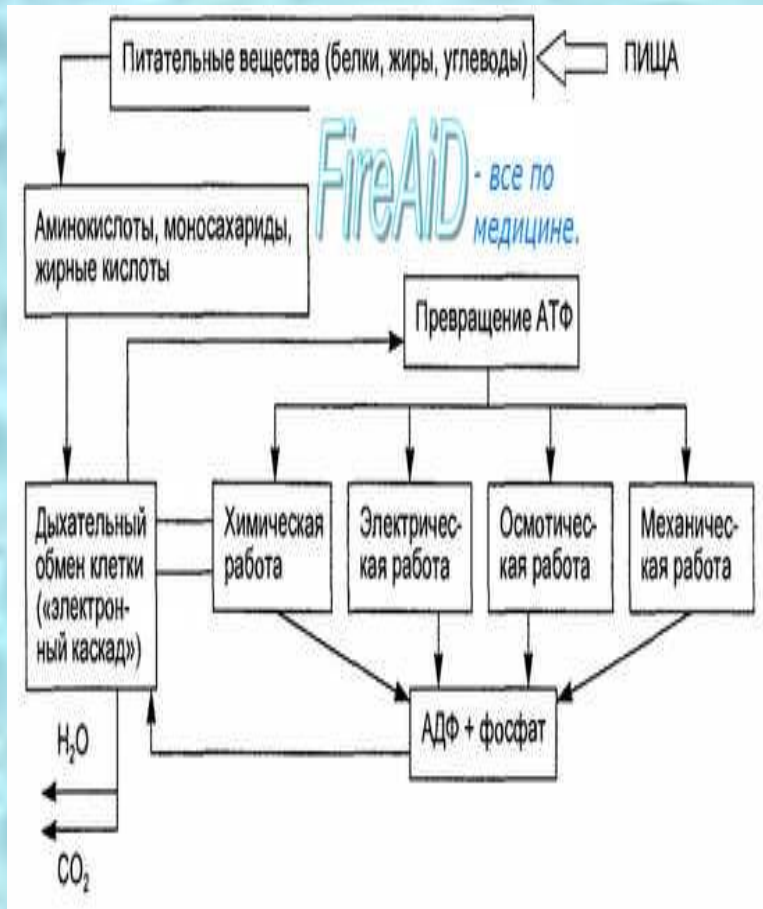 Питательные вещества (белки, жиры, углеводы)
ПИЩА
FireAiD - все по
медицине.
Аминокислоты, моносахариды,
жирные кислоты
Превращение АТФ
Дыхательный
обмен клетки
(«электрон-
ный каскад»)
Химическая
работа
Электричес-
кая работа
Осмотичес-
кая работа
Механичес-
кая работа
АДФ + фосфат
H₂O
CO₂